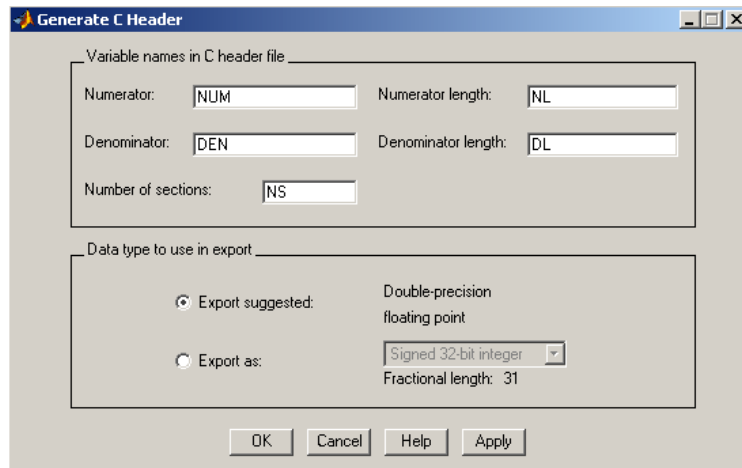 Generate C Header
Variable names in C header file
Numerator: NUM Numerator length: NL
Denominator: DEN Denominator length: DL
Number of sections: NS
Data type to use in export
Export suggested: Double-precision
floating point
Export as: Signed 32-bit integer
Fractional length: 31
OK Cancel Help Apply